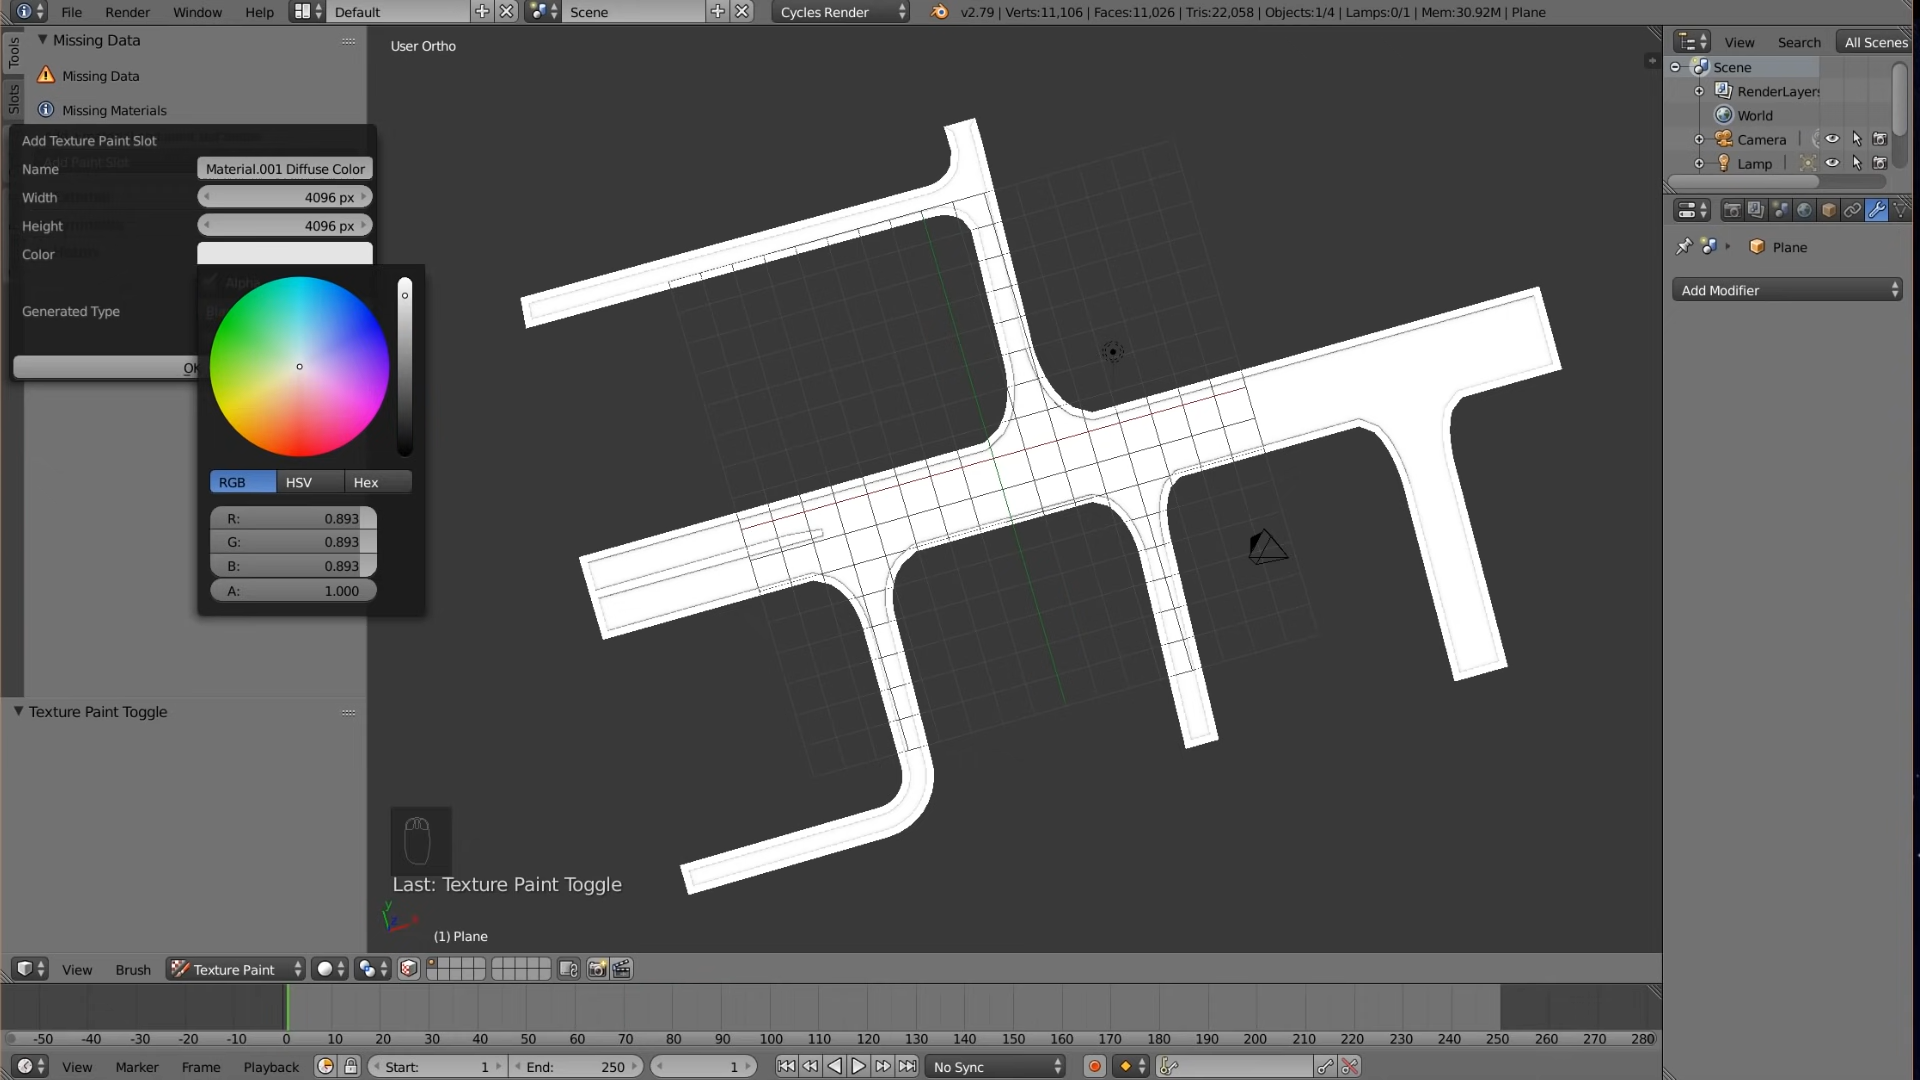 File Render Window Help Default Scene Cycles Render v2.79 | Verts:11,106 | Faces:11,026 | Tris:22,058 | Objects:1/4 | Lamps:0/1 | Mem:30.92M | Plane
Tools
Slots
Missing Data
Missing Data
Missing Materials
Add Texture Paint Slot
Name Material.001 Diffuse Color
Width 4096 px
Height 4096 px
Color
Generated Type
RGB HSV Hex
R: 0.893
G: 0.893
B: 0.893
A: 1.000
Texture Paint Toggle
User Ortho
Last: Texture Paint Toggle
y
(1) Plane
View Search All Scenes
Scene
RenderLayers
World
Camera
Lamp
Plane
Add Modifier
View Brush Texture Paint
-50 -40 -30 -20 -10 0 10 20 30 40 50 60 70 80 90 100 110 120 130 140 150 160 170 180 190 200 210 220 230 240 250 260 270 280
View Marker Frame Playback Start: 1 End: 250 1 No Sync